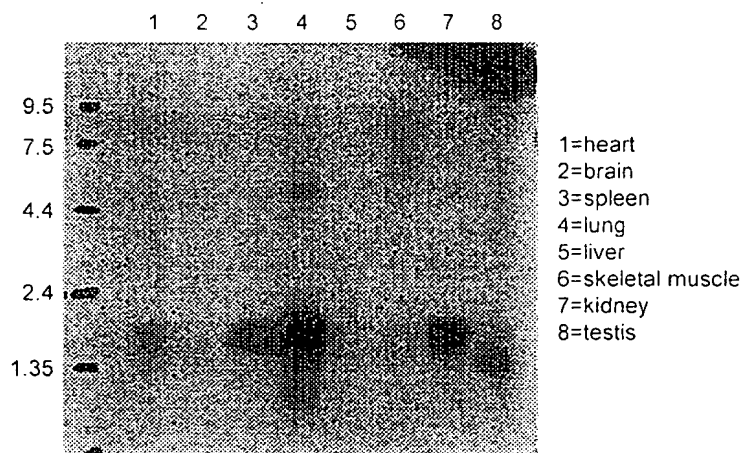 1 2 3 4 5 6 7 8
9.5
7.5
4.4
2.4
1.35
1=heart
2=brain
3=spleen
4=lung
5=liver
6=skeletal muscle
7=kidney
8=testis